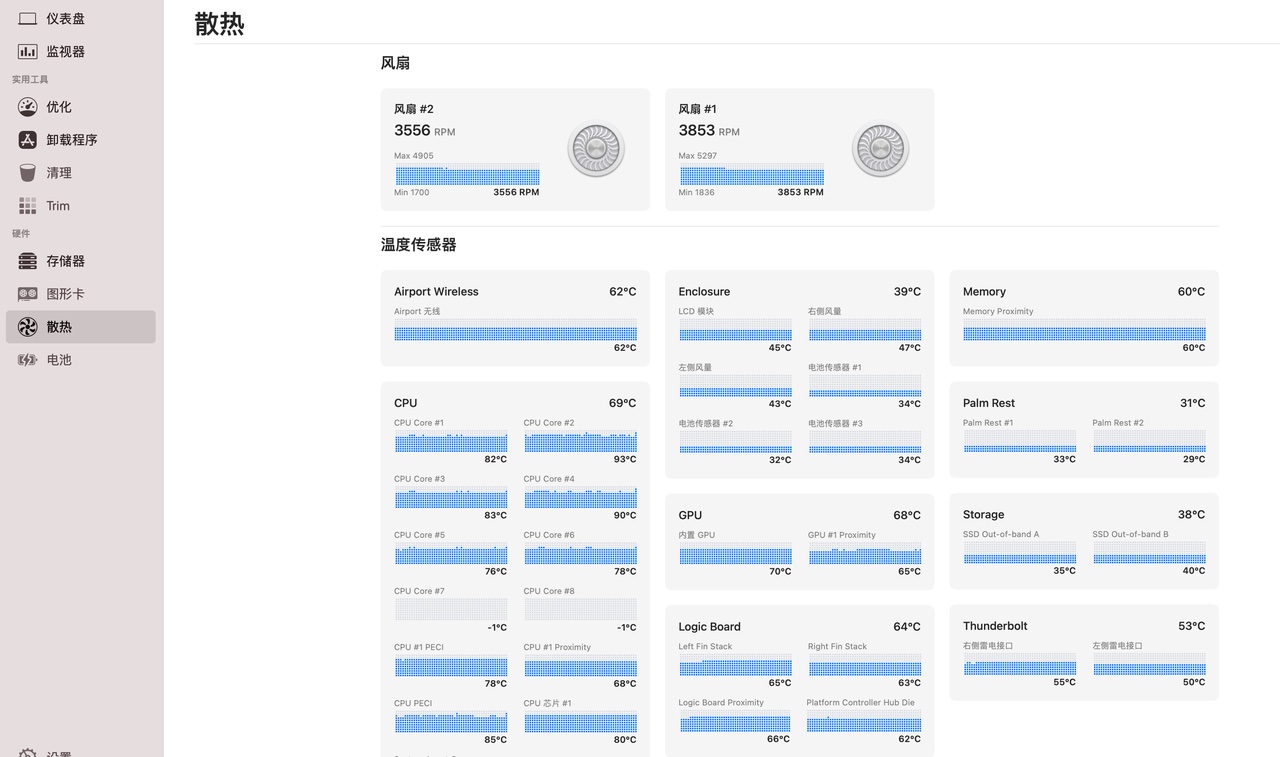 仪表盘
监视器
实用工具
优化
卸载程序
清理
Trim
硬件
存储器
图形卡
散热
电池
散热
风扇
风扇 #2
3556 RPM
Max 4905
Min 1700 3556 RPM
风扇 #1
3853 RPM
Max 5297
Min 1836 3853 RPM
温度传感器
Airport Wireless 62°C
Airport 无线
62°C
CPU 69°C
CPU Core #1 CPU Core #2
82°C 93°C
CPU Core #3 CPU Core #4
83°C 90°C
CPU Core #5 CPU Core #6
76°C 78°C
CPU Core #7 CPU Core #8
-1°C -1°C
CPU #1 PECI CPU #1 Proximity
78°C 68°C
CPU PECI CPU 芯片 #1
85°C 80°C
Enclosure 39°C
LCD 模块 右侧风量
45°C 47°C
左侧风量 电池传感器 #1
43°C 34°C
电池传感器 #2 电池传感器 #3
32°C 34°C
GPU 68°C
内置 GPU GPU #1 Proximity
70°C 65°C
Logic Board 64°C
Left Fin Stack Right Fin Stack
65°C 63°C
Logic Board Proximity Platform Controller Hub Die
66°C 62°C
Memory 60°C
Memory Proximity
60°C
Palm Rest 31°C
Palm Rest #1 Palm Rest #2
33°C 29°C
Storage 38°C
SSD Out-of-band A SSD Out-of-band B
35°C 40°C
Thunderbolt 53°C
右侧雷电接口 左侧雷电接口
55°C 50°C